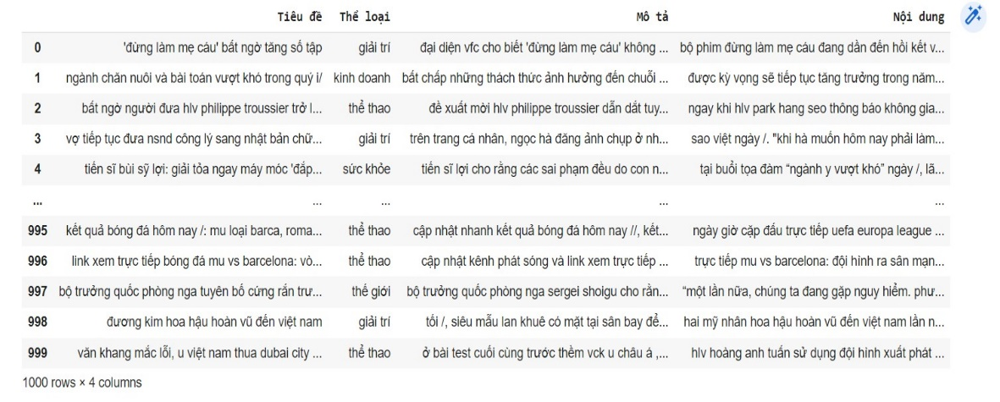 Tiêu đề Thể loại Mô tả Nội dung
0 'đừng làm mẹ cáu' bất ngờ tăng số tập giải trí đại diện vfc cho biết 'đừng làm mẹ cáu' không ... bộ phim đừng làm mẹ cáu đang dần đến hồi kết v...
1 ngành chăn nuôi và bài toán vượt khó trong quý i/ kinh doanh bất chấp những thách thức ảnh hưởng đến chuỗi ... được kỳ vọng sẽ tiếp tục tăng trưởng trong năm...
2 bất ngờ người đưa hlv philippe troussier trở l... thể thao đề xuất mời hlv philippe troussier dẫn dắt tuy... ngay khi hlv park hang seo thông báo không gia...
3 vợ tiếp tục đưa nsnd công lý sang nhật bản chữ... giải trí trên trang cá nhân, ngọc hà đăng ảnh chụp ở nh... sao việt ngày /. "khi hà muốn hôm nay phải làm...
4 tiến sĩ bùi sỹ lợi: giải tỏa ngay máy móc 'đắp... sức khỏe tiến sĩ lợi cho rằng các sai phạm đều do con n... tại buổi tọa đàm “ngành y vượt khó” ngày /, lã...
... ... ... ... ...
995 kết quả bóng đá hôm nay /: mu loại barca, roma... thể thao cập nhật nhanh kết quả bóng đá hôm nay //, kết... ngày giờ cặp đấu trực tiếp uefa europa league ...
996 link xem trực tiếp bóng đá mu vs barcelona: vò... thể thao cập nhật kênh phát sóng và link xem trực tiếp ... trực tiếp mu vs barcelona: đội hình ra sân mạn...
997 bộ trưởng quốc phòng nga tuyên bố cứng rắn trư... thế giới bộ trưởng quốc phòng nga sergei shoigu cho rằn... “một lần nữa, chúng ta đang gặp nguy hiểm. phư...
998 đương kim hoa hậu hoàn vũ đến việt nam giải trí tối /, siêu mẫu lan khuê có mặt tại sân bay để... hai mỹ nhân hoa hậu hoàn vũ đến việt nam lần n...
999 văn khang mắc lỗi, u việt nam thua dubai city ... thể thao ở bài test cuối cùng trước thềm vck u châu á ,... hlv hoàng anh tuấn sử dụng đội hình xuất phát ...
1000 rows × 4 columns